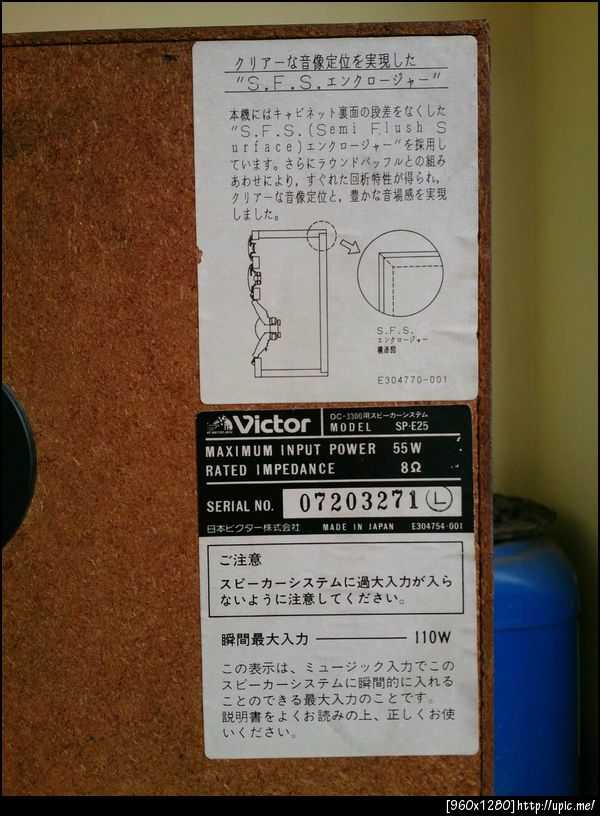 クリアーな音像定位を実現した
"S.F.S.エンクロージャー"
本機にはキャビネット裏面の段差をなくした
"S.F.S.(Semi Flush S
urface)エンクロージャー"を採用し
ています。さらにラウンドバッフルとの組み
あわせにより,すぐれた回折特性が得られ,
クリアーな音像定位と,豊かな音場感を実現
しました。
S.F.S.
エンクロージャー
構造図
E304770-001
Victor
DC-3300用スピーカーシステム
MODEL SP-E25
MAXIMUM INPUT POWER 55W
RATED IMPEDANCE 8Ω
SERIAL NO. 07203271 L
日本ビクター株式会社 MADE IN JAPAN E304754-001
ご注意
スピーカーシステムに過大入力が入ら
ないように注意してください。
瞬間最大入力 ― 110W
この表示は、ミュージック入力でこの
スピーカーシステムに瞬間的に入れる
ことのできる最大入力のことです。
説明書をよくお読みの上、正しくお使
いください。
[960x1280]http://upic.me/